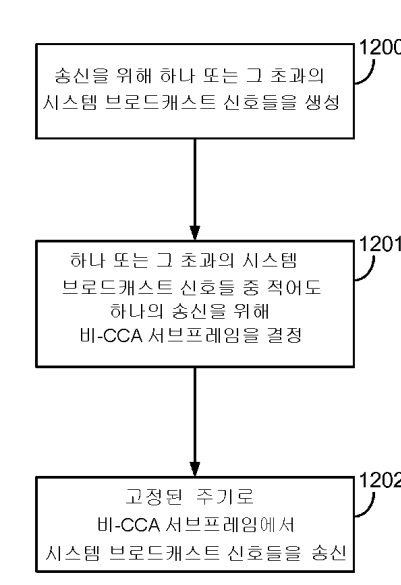 1200
송신을 위해 하나 또는 그 초과의
시스템 브로드캐스트 신호들을 생성
1201
하나 또는 그 초과의 시스템
브로드캐스트 신호들 중 적어도
하나의 송신을 위해
비-CCA 서브프레임을 결정
1202
고정된 주기로
비-CCA 서브프레임에서
시스템 브로드캐스트 신호들을 송신